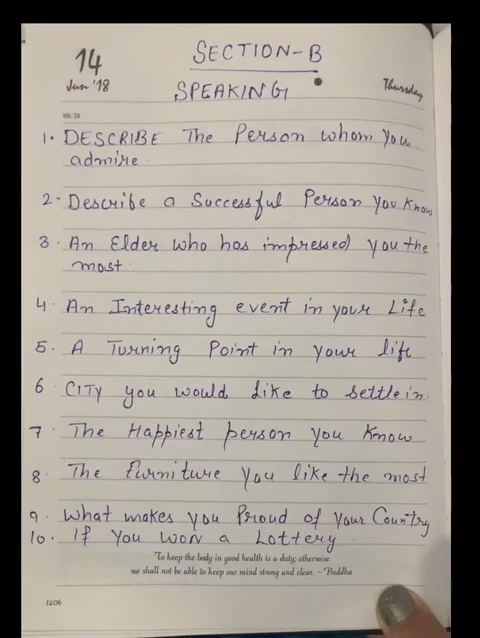 14
Jun '18
SECTION-B
SPEAKING
Thursday
Wk: 24
1. DESCRIBE The Person whom you
admire.
2. Describe a Successful Person You Know
3. An Elder who has impressed you the
most.
4. An Interesting event in your Life
5. A Turning Point in your life
6 CITY you would like to settle in.
7 The Happiest person you know
8. The Furniture You like the most
9. What makes you Proud of Your Country
10. If You won a Lottery
"To keep the body in good health is a duty; otherwise
we shall not be able to keep our mind strong and clear. - "Buddha
1406